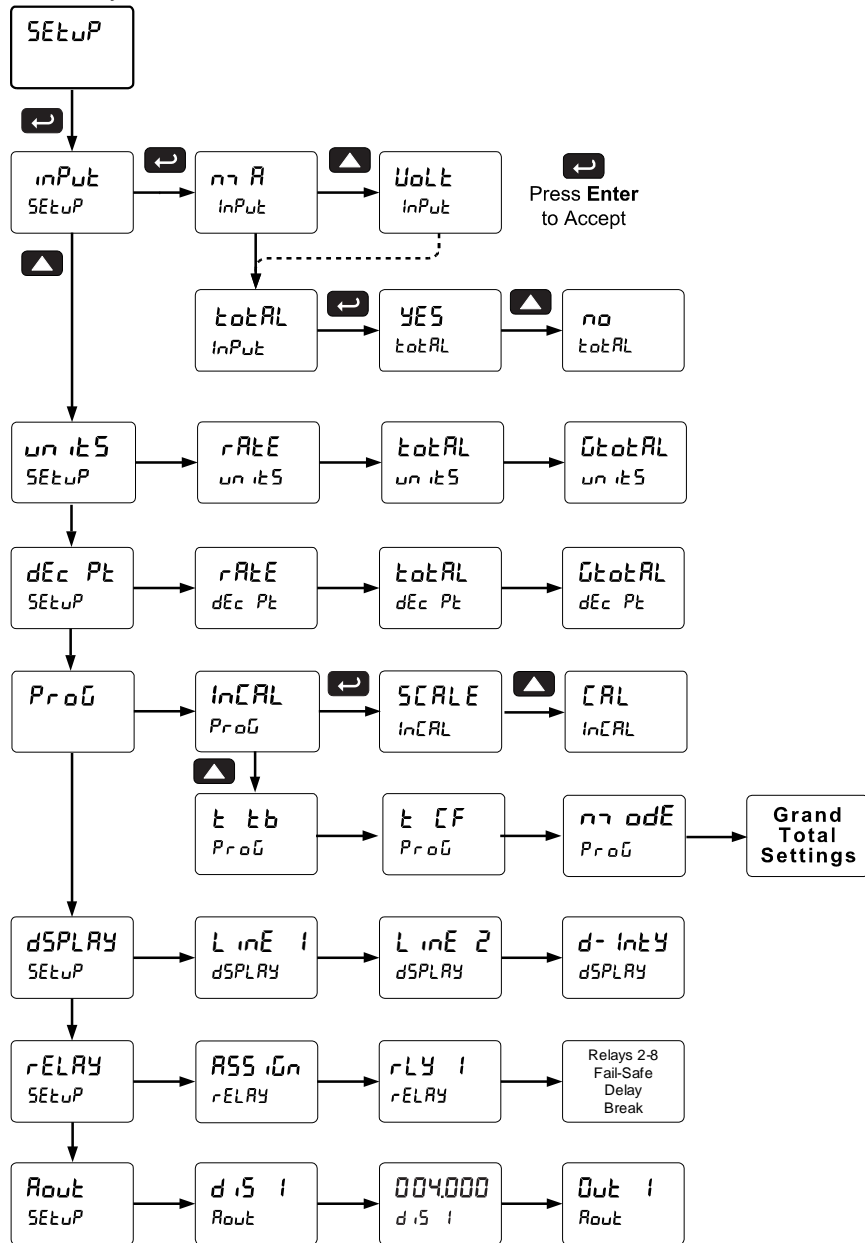 SEtuP
inPut
SEtuP
mA
InPut
VoLt
InPut
Press Enter
to Accept
totAL
InPut
YES
totAL
no
totAL
unitS
SEtuP
rAtE
unitS
totAL
unitS
GtotAL
unitS
dEc Pt
SEtuP
rAtE
dEc Pt
totAL
dEc Pt
GtotAL
dEc Pt
ProG
InCAL
ProG
SCALE
InCAL
CAL
InCAL
t tb
ProG
t CF
ProG
modE
ProG
Grand
Total
Settings
dSPLAY
SEtuP
LinE 1
dSPLAY
LinE 2
dSPLAY
d-IntY
dSPLAY
rELAY
SEtuP
ASSiGn
rELAY
rLY 1
rELAY
Relays 2-8
Fail-Safe
Delay
Break
Aout
SEtuP
diS 1
Aout
004.000
diS 1
Out 1
Aout